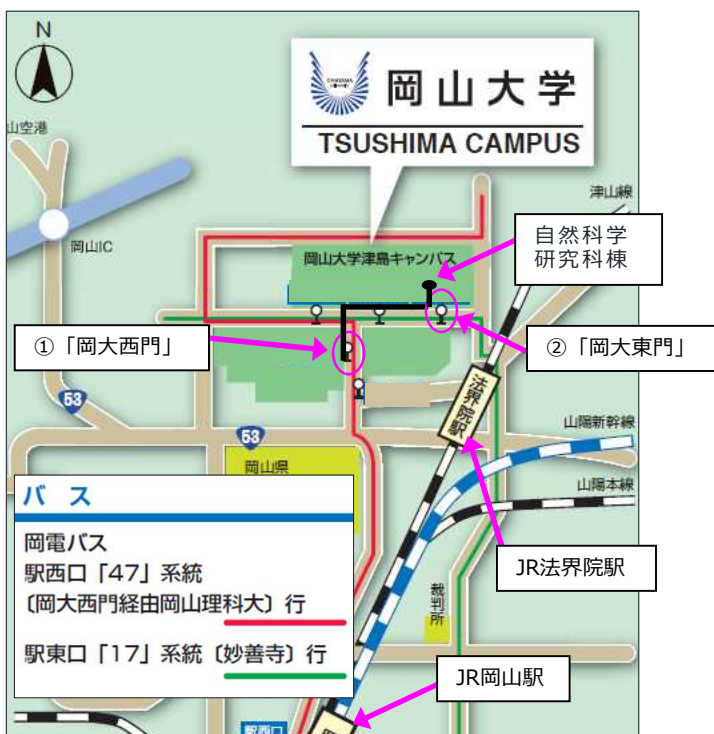 N
岡山大学
TSUSHIMA CAMPUS
山空港
津山線
岡山IC
岡山大学津島キャンパス
自然科学
研究科棟
①「岡大西門」
②「岡大東門」
53
53
法界院駅
山陽新幹線
岡山県
山陽本線
バス
岡電バス
駅西口「47」系統
〔岡大西門経由岡山理科大〕行
駅東口「17」系統〔妙善寺〕行
JR法界院駅
裁判所
JR岡山駅
駅西口